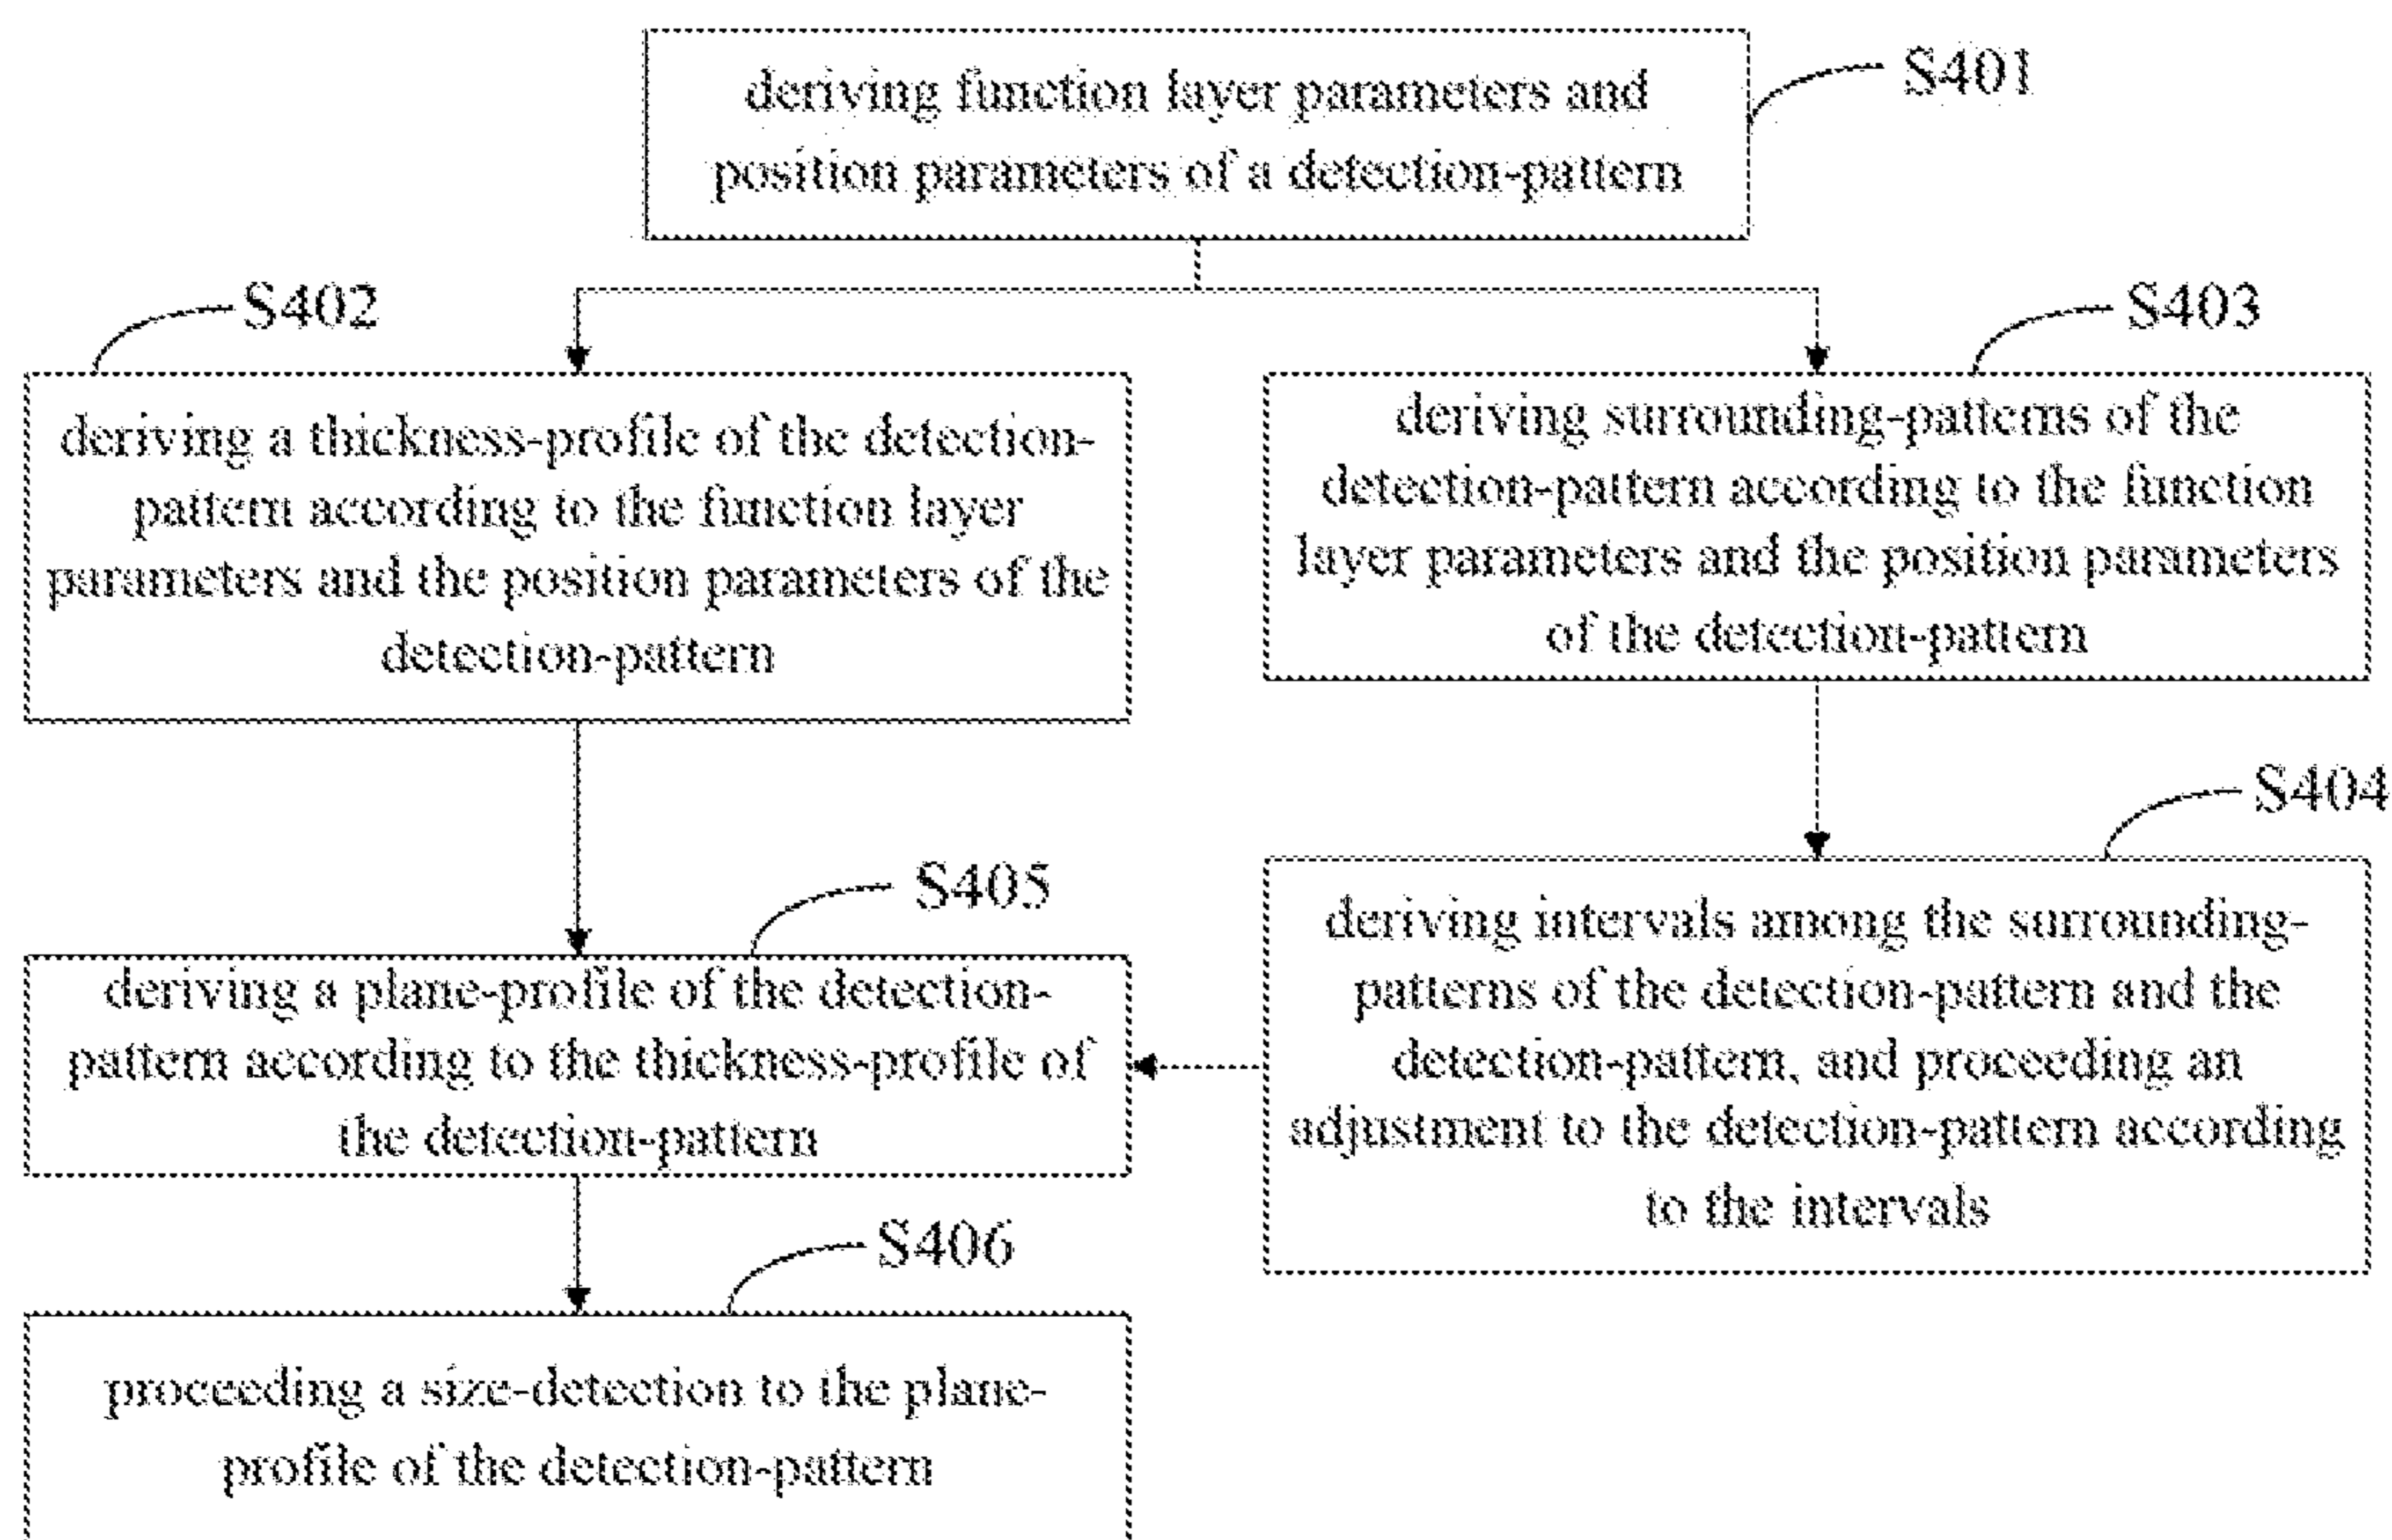 S401
deriving function layer parameters and
position parameters of a detection-pattern
S402
deriving a thickness-profile of the detection-
pattern according to the function layer
parameters and the position parameters of the
detection-pattern
S403
deriving surrounding-patterns of the
detection-pattern according to the function
layer parameters and the position parameters
of the detection-pattern
S404
deriving intervals among the surrounding-
patterns of the detection-pattern and the
detection-pattern, and proceeding an
adjustment to the detection-pattern according
to the intervals
S405
deriving a plane-profile of the detection-
pattern according to the thickness-profile of
the detection-pattern
S406
proceeding a size-detection to the plane-
profile of the detection-pattern